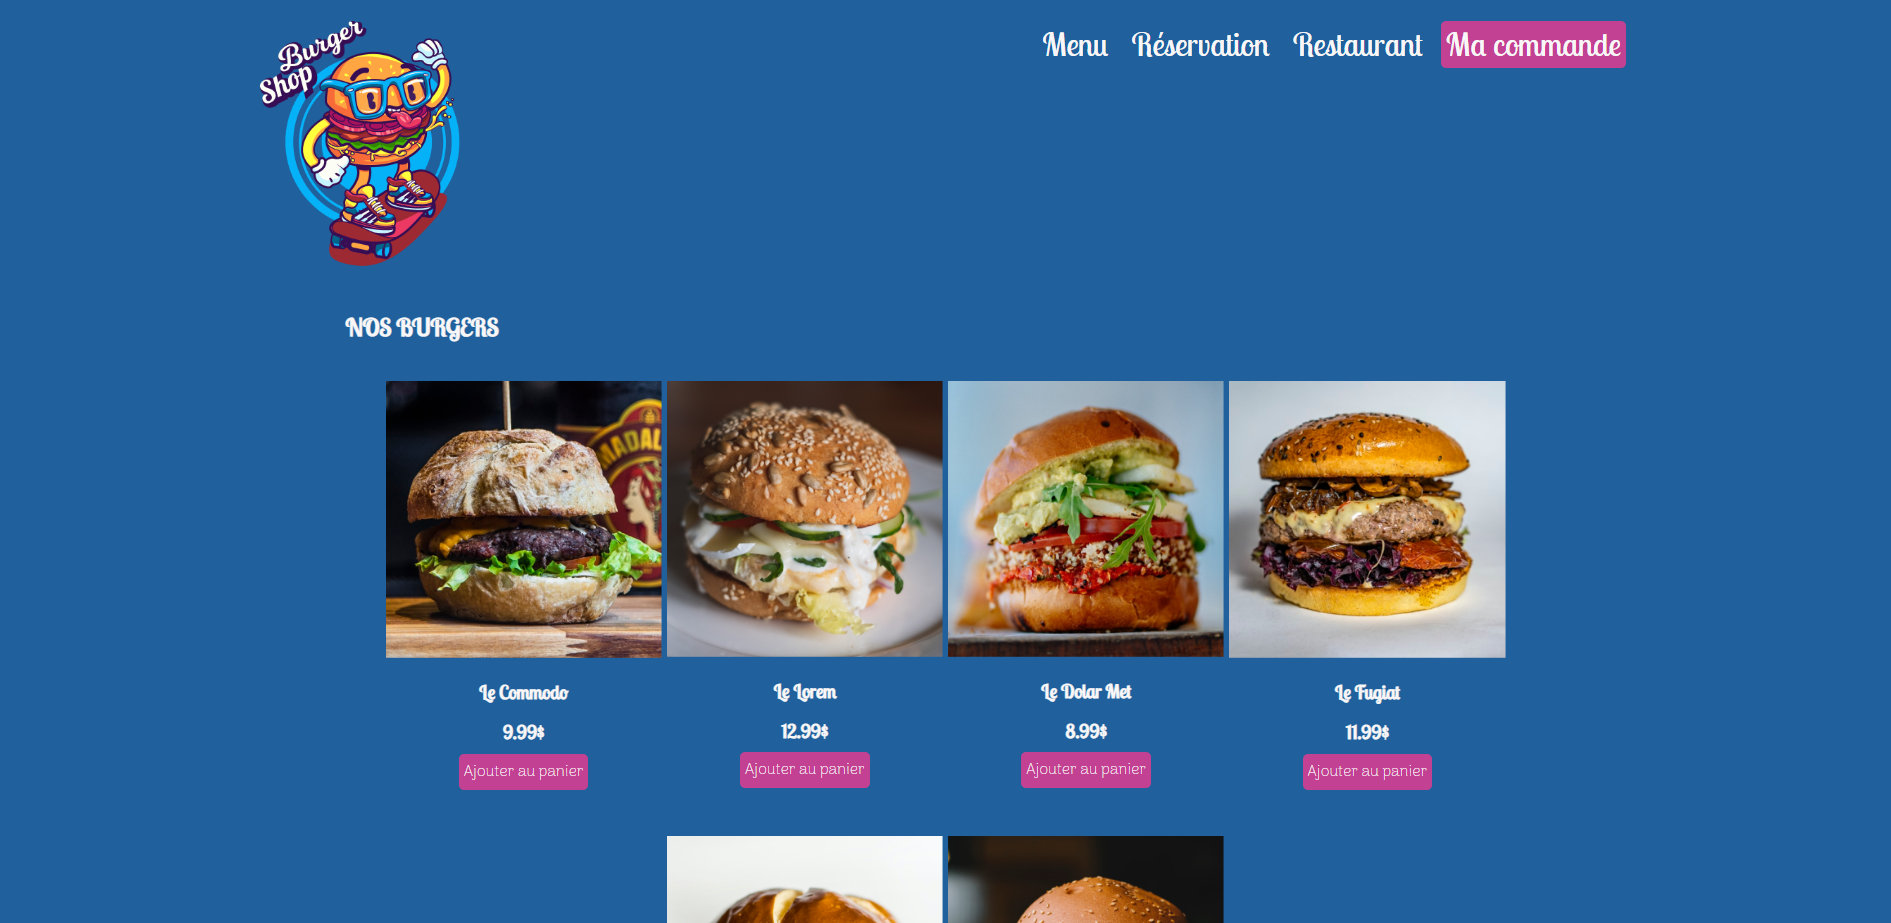 Burger
Shop
Menu Réservation Restaurant Ma commande
NOS BURGERS
MADAL
Le Commodo Le Lorem Le Dolar Met Le Fugiat
9.99$ 12.99$ 8.99$ 11.99$
Ajouter au panier Ajouter au panier Ajouter au panier Ajouter au panier